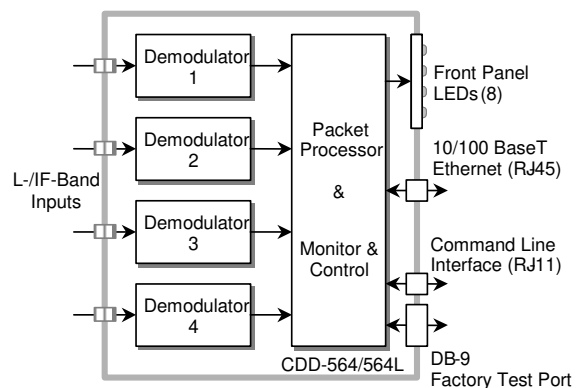 L-/IF-Band
Inputs
Demodulator
1
Demodulator
2
Demodulator
3
Demodulator
4
Packet
Processor
&
Monitor &
Control
CDD-564/564L
Front Panel
LEDs (8)
10/100 BaseT
Ethernet (RJ45)
Command Line
Interface (RJ11)
DB-9
Factory Test Port